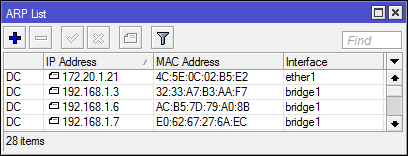 ARP List
Find
IP Address MAC Address Interface
DC 172.20.1.21 4C:5E:0C:02:B5:E2 ether1
DC 192.168.1.3 32:33:A7:B3:AA:F7 bridge1
DC 192.168.1.6 AC:B5:7D:79:A0:8B bridge1
DC 192.168.1.7 E0:62:67:27:6A:EC bridge1
28 items